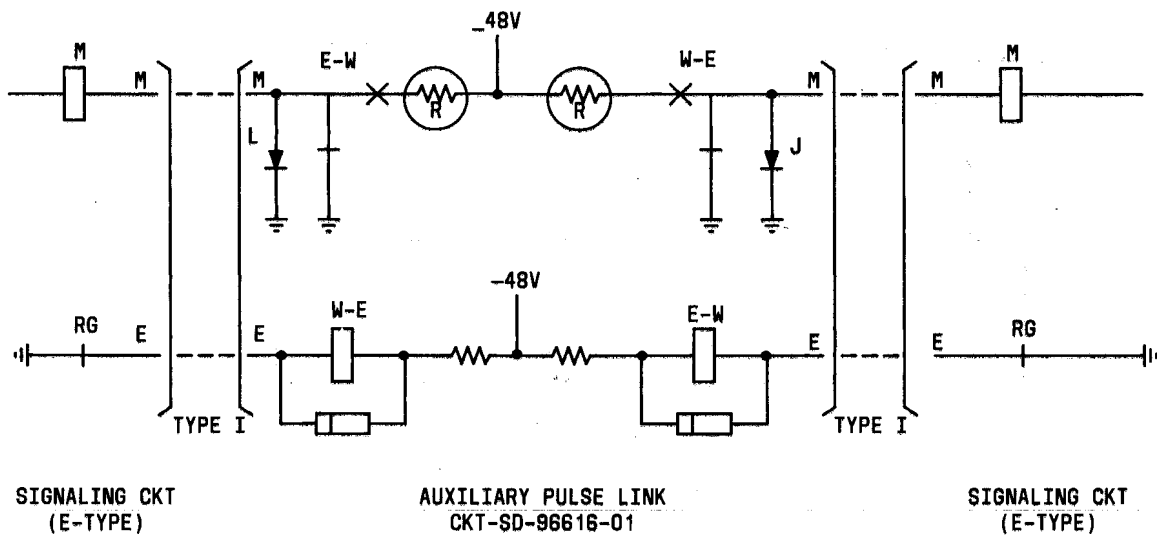 –48V
M
E-W
W-E
M
M
M
R
R
M
M
L
J
–48V
RG
E
E
W-E
E-W
E
E
RG
TYPE I
TYPE I
SIGNALING CKT
(E-TYPE)
AUXILIARY PULSE LINK
CKT-SD-96616-01
SIGNALING CKT
(E-TYPE)